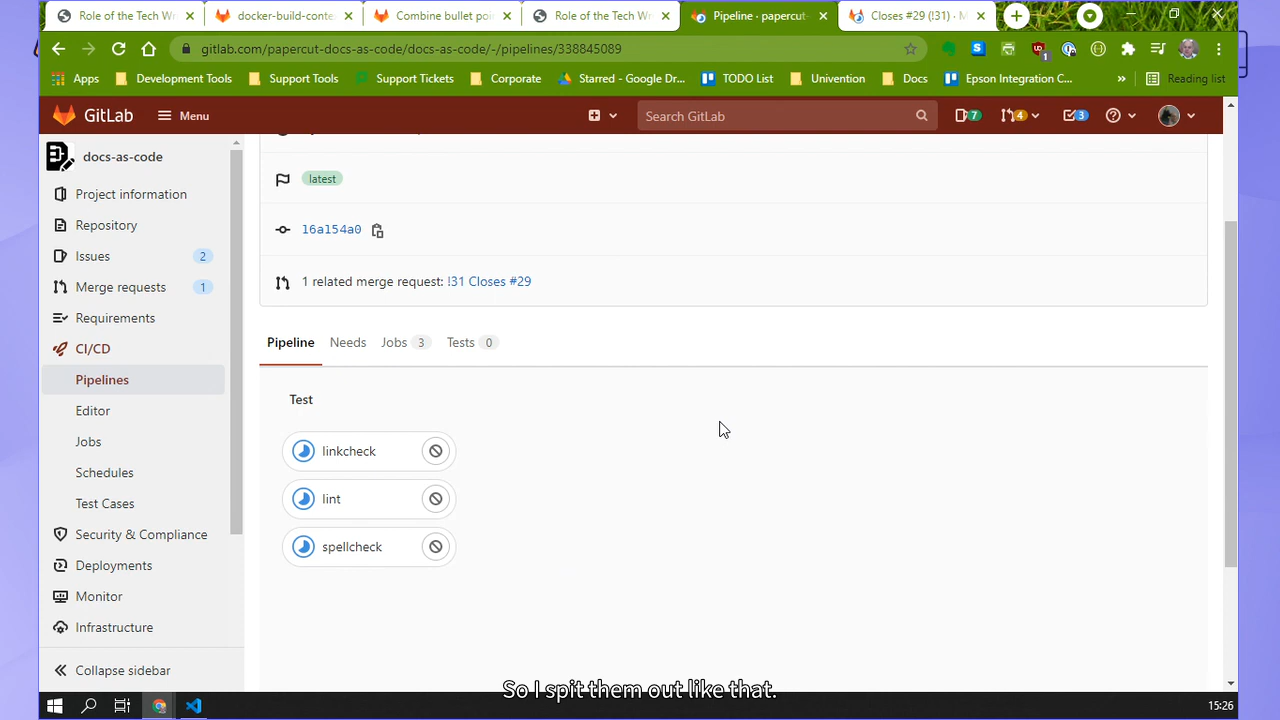 Role of the Tech Wr
docker-build-conte
Combine bullet poi
Role of the Tech Wr
Pipeline · papercut-
Closes #29 (!31) · M
gitlab.com/papercut-docs-as-code/docs-as-code/-/pipelines/338845089
Apps
Development Tools
Support Tools
Support Tickets
Corporate
Starred - Google Dr...
TODO List
Univention
Docs
Epson Integration C...
»
Reading list
GitLab
Menu
Search GitLab
7
4
3
docs-as-code
Project information
Repository
Issues 2
Merge requests 1
Requirements
CI/CD
Pipelines
Editor
Jobs
Schedules
Test Cases
Security & Compliance
Deployments
Monitor
Infrastructure
Collapse sidebar
latest
16a154a0
1 related merge request: !31 Closes #29
Pipeline Needs Jobs 3 Tests 0
Test
linkcheck
lint
spellcheck
So I spit them out like that.
15:26